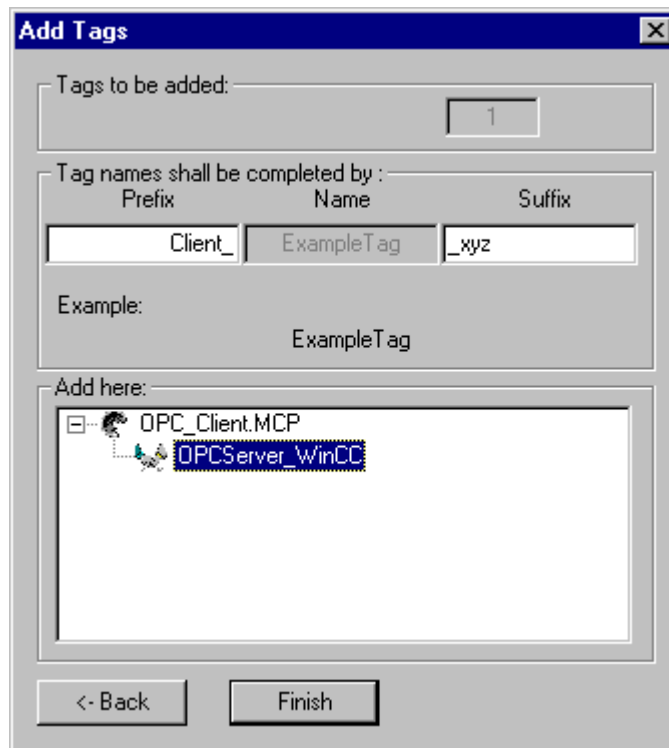 Add Tags
Tags to be added:
1
Tag names shall be completed by :
Prefix Name Suffix
Client_ ExampleTag _xyz
Example:
ExampleTag
Add here:
OPC_Client.MCP
OPCServer_WinCC
<- Back Finish